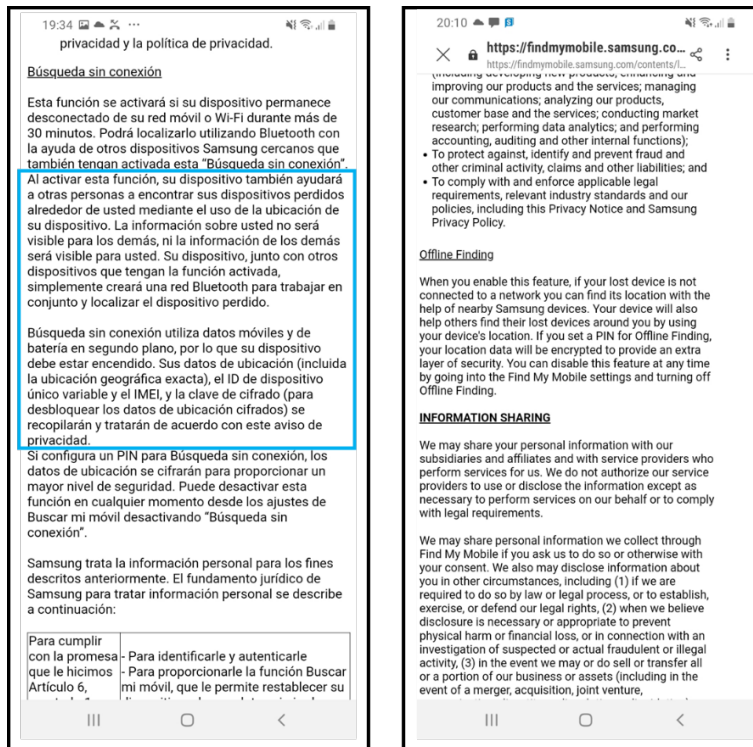 19:34
privacidad y la política de privacidad.
Búsqueda sin conexión
Esta función se activará si su dispositivo permanece
desconectado de su red móvil o Wi-Fi durante más de
30 minutos. Podrá localizarlo utilizando Bluetooth con
la ayuda de otros dispositivos Samsung cercanos que
también tengan activada esta “Búsqueda sin conexión”.
Al activar esta función, su dispositivo también ayudará
a otras personas a encontrar sus dispositivos perdidos
alrededor de usted mediante el uso de la ubicación de
su dispositivo. La información sobre usted no será
visible para los demás, ni la información de los demás
será visible para usted. Su dispositivo, junto con otros
dispositivos que tengan la función activada,
simplemente creará una red Bluetooth para trabajar en
conjunto y localizar el dispositivo perdido.
Búsqueda sin conexión utiliza datos móviles y de
batería en segundo plano, por lo que su dispositivo
debe estar encendido. Sus datos de ubicación (incluida
la ubicación geográfica exacta), el ID de dispositivo
único variable y el IMEI, y la clave de cifrado (para
desbloquear los datos de ubicación cifrados) se
recopilarán y tratarán de acuerdo con este aviso de
privacidad.
Si configura un PIN para Búsqueda sin conexión, los
datos de ubicación se cifrarán para proporcionar un
mayor nivel de seguridad. Puede desactivar esta
función en cualquier momento desde los ajustes de
Buscar mi móvil desactivando “Búsqueda sin
conexión”.
Samsung trata la información personal para los fines
descritos anteriormente. El fundamento jurídico de
Samsung para tratar información personal se describe
a continuación:
Para cumplir
con la promesa
que le hicimos
Artículo 6,
- Para identificarle y autenticarle
- Para proporcionarle la función Buscar
mi móvil, que le permite restablecer su
20:10
https://findmymobile.samsung.co...
https://findmymobile.samsung.com/contents/l...
(including developing new products, enhancing and
improving our products and the services; managing
our communications; analyzing our products,
customer base and the services; conducting market
research; performing data analytics; and performing
accounting, auditing and other internal functions);
• To protect against, identify and prevent fraud and
other criminal activity, claims and other liabilities; and
• To comply with and enforce applicable legal
requirements, relevant industry standards and our
policies, including this Privacy Notice and Samsung
Privacy Policy.
Offline Finding
When you enable this feature, if your lost device is not
connected to a network you can find its location with the
help of nearby Samsung devices. Your device will also
help others find their lost devices around you by using
your device's location. If you set a PIN for Offline Finding,
your location data will be encrypted to provide an extra
layer of security. You can disable this feature at any time
by going into the Find My Mobile settings and turning off
Offline Finding.
INFORMATION SHARING
We may share your personal information with our
subsidiaries and affiliates and with service providers who
perform services for us. We do not authorize our service
providers to use or disclose the information except as
necessary to perform services on our behalf or to comply
with legal requirements.
We may share personal information we collect through
Find My Mobile if you ask us to do so or otherwise with
your consent. We also may disclose information about
you in other circumstances, including (1) if we are
required to do so by law or legal process, or to establish,
exercise, or defend our legal rights, (2) when we believe
disclosure is necessary or appropriate to prevent
physical harm or financial loss, or in connection with an
investigation of suspected or actual fraudulent or illegal
activity, (3) in the event we may or do sell or transfer all
or a portion of our business or assets (including in the
event of a merger, acquisition, joint venture,